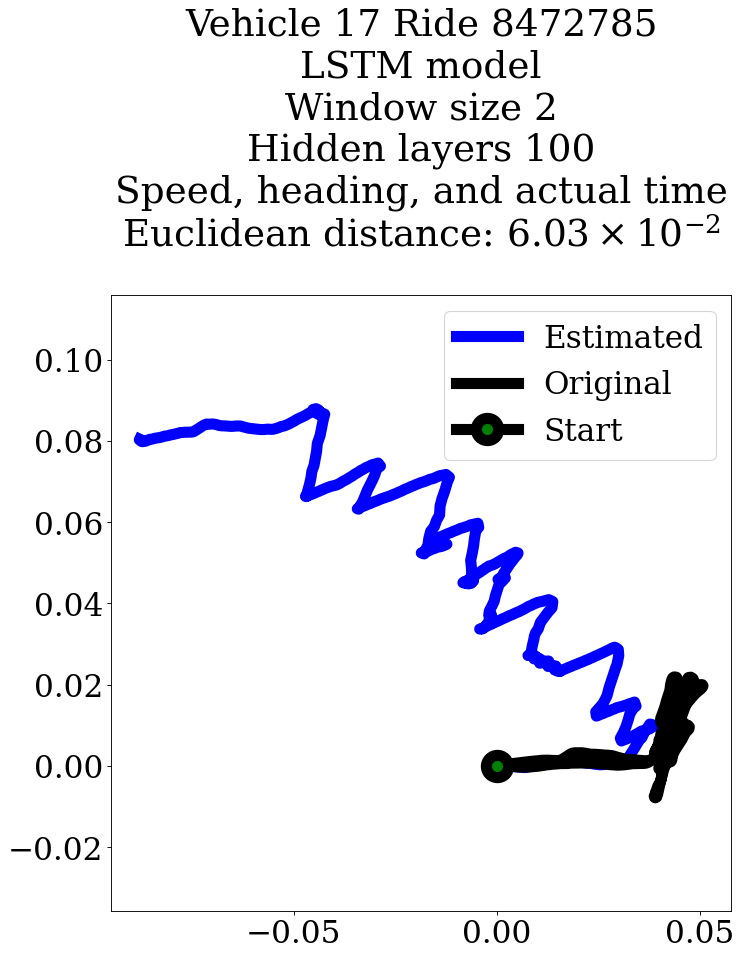 Vehicle 17 Ride 8472785
LSTM model
Window size 2
Hidden layers 100
Speed, heading, and actual time
Euclidean distance: 6.03 × 10⁻²
Estimated
Original
Start
0.10
0.08
0.06
0.04
0.02
0.00
−0.02
−0.05
0.00
0.05